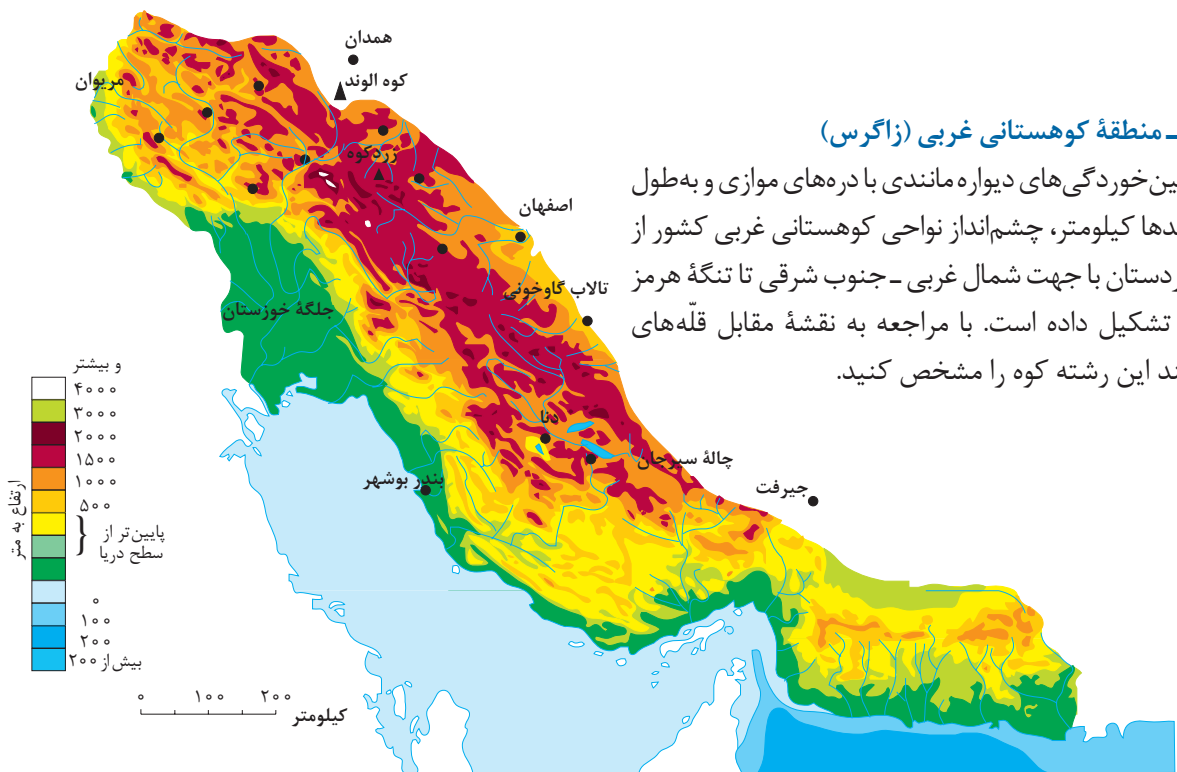 ـ منطقهٔ کوهستانی غربی (زاگرس)
ین‌خوردگی‌های دیواره‌مانندی با دره‌های موازی و به‌طول
دها کیلومتر، چشم‌انداز نواحی کوهستانی غربی کشور از
ردستان با جهت شمال غربی ـ جنوب شرقی تا تنگهٔ هرمز
تشکیل داده است. با مراجعه به نقشهٔ مقابل قلّه‌های
ند این رشته کوه را مشخص کنید.
همدان
کوه الوند
مریوان
زردکوه
اصفهان
تالاب گاوخونی
جلگهٔ خوزستان
دنا
چالهٔ سیرجان
جیرفت
بندر بوشهر
و بیشتر
۴۰۰۰
۳۰۰۰
۲۰۰۰
۱۵۰۰
۱۰۰۰
۵۰۰
پایین‌تر از
سطح دریا
۰
۱۰۰
۲۰۰
بیش از ۲۰۰
ارتفاع به متر
۰ ۱۰۰ ۲۰۰
کیلومتر